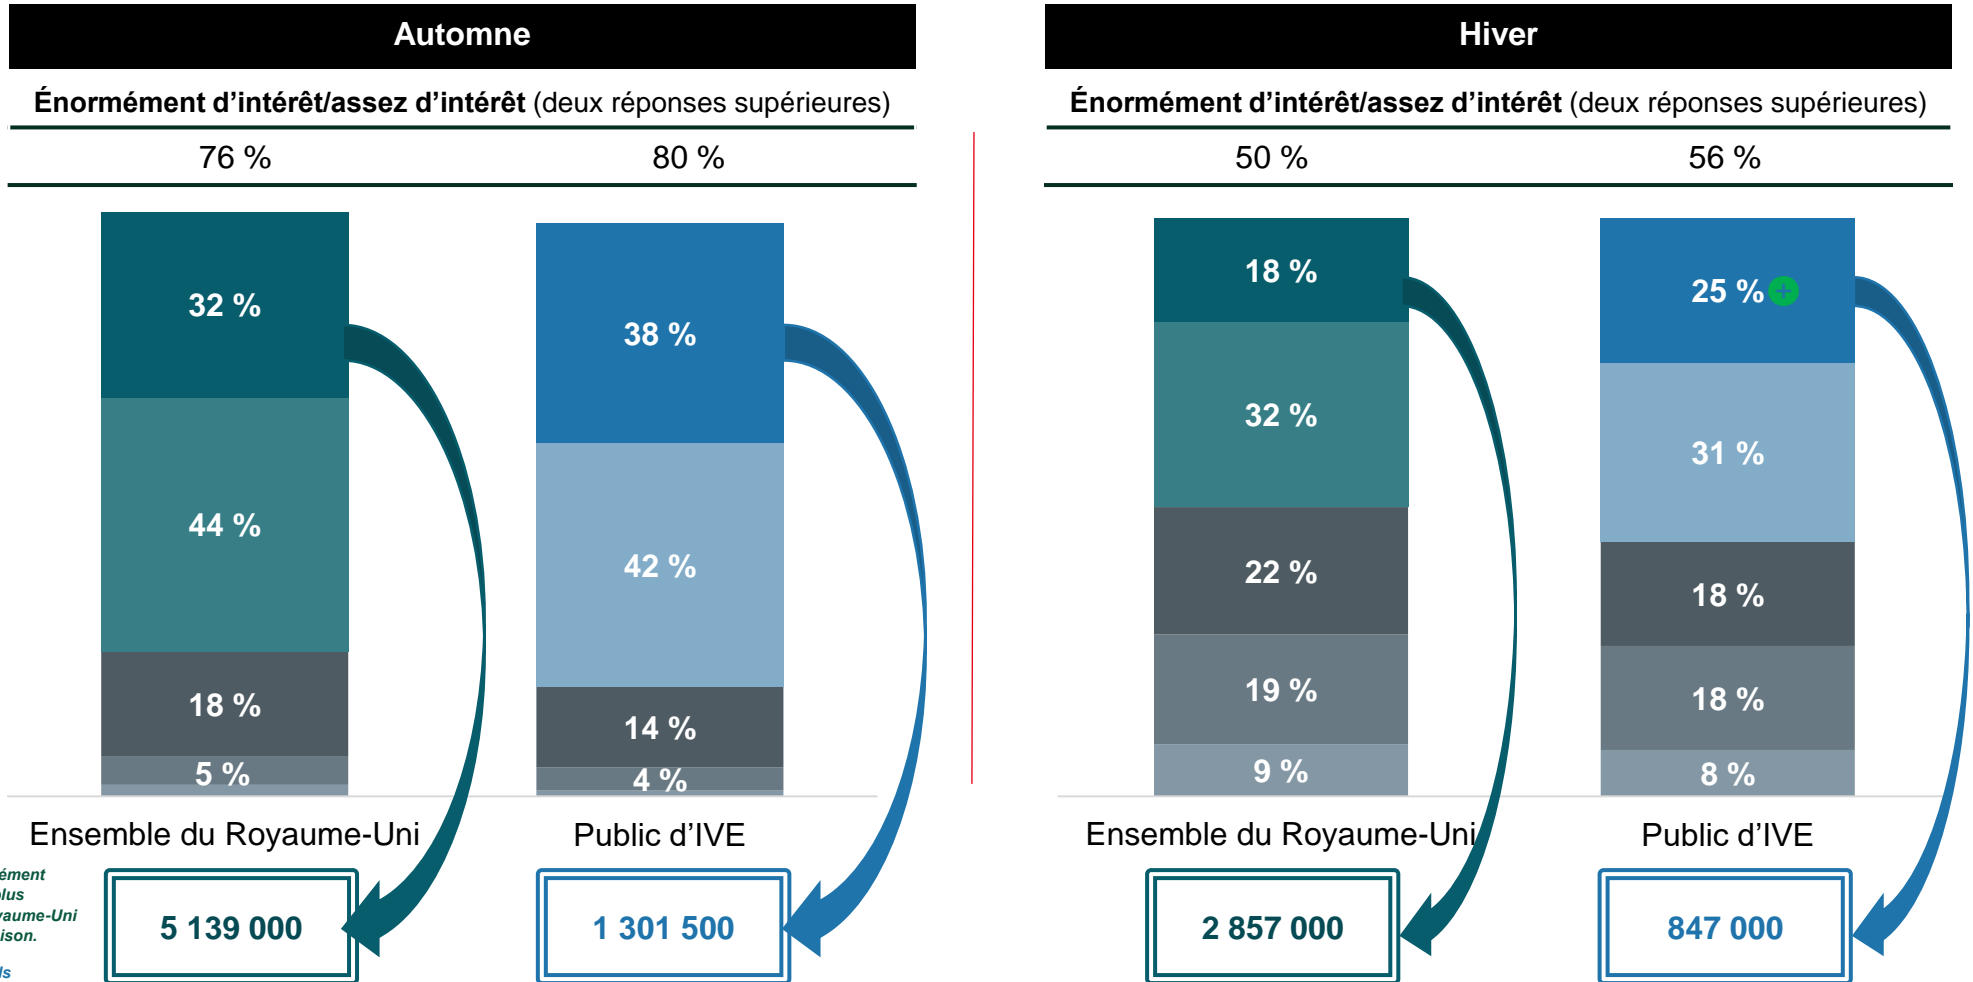 Automne
Énormément d'intérêt/assez d'intérêt (deux réponses supérieures)
76 %
80 %
32 %
44 %
18 %
5 %
38 %
42 %
14 %
4 %
Ensemble du Royaume-Uni
Public d'IVE
5 139 000
1 301 500
Hiver
Énormément d'intérêt/assez d'intérêt (deux réponses supérieures)
50 %
56 %
18 %
32 %
22 %
19 %
9 %
25 % +
31 %
18 %
18 %
8 %
Ensemble du Royaume-Uni
Public d'IVE
2 857 000
847 000